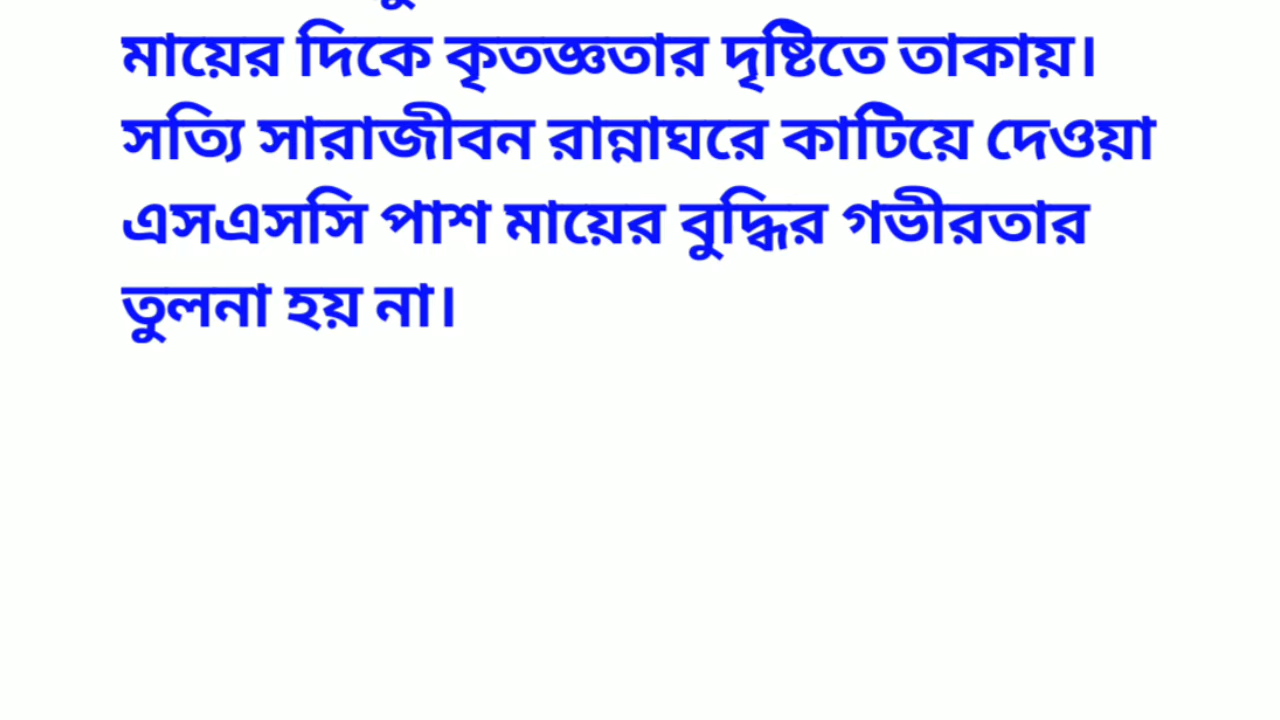 মায়ের দিকে কৃতজ্ঞতার দৃষ্টিতে তাকায়।
সত্যি সারাজীবন রান্নাঘরে কাটিয়ে দেওয়া
এসএসসি পাশ মায়ের বুদ্ধির গভীরতার
তুলনা হয় না।